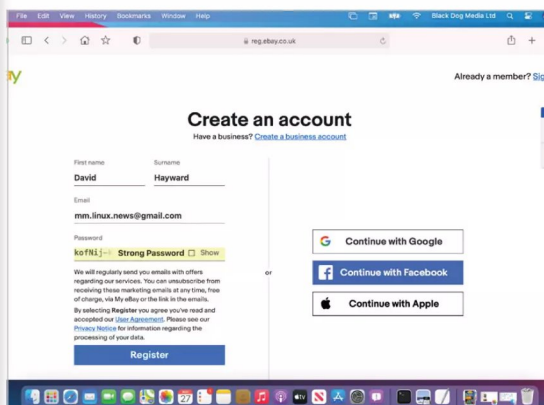 File Edit View History Bookmarks Window Help Black Dog Media Ltd
reg.ebay.co.uk
y
Already a member? Sig
Create an account
Have a business? Create a business account
First name Surname
David Hayward
Email
mm.linux.news@gmail.com
Password
kofNij- Strong Password Show
We will regularly send you emails with offers
regarding our services. You can unsubscribe from
receiving these marketing emails at any time, free
of charge, via My eBay or the link in the emails.
By selecting Register you agree you've read and
accepted our User Agreement. Please see our
Privacy Notice for information regarding the
processing of your data.
Register
or
Continue with Google
Continue with Facebook
Continue with Apple
27
tv